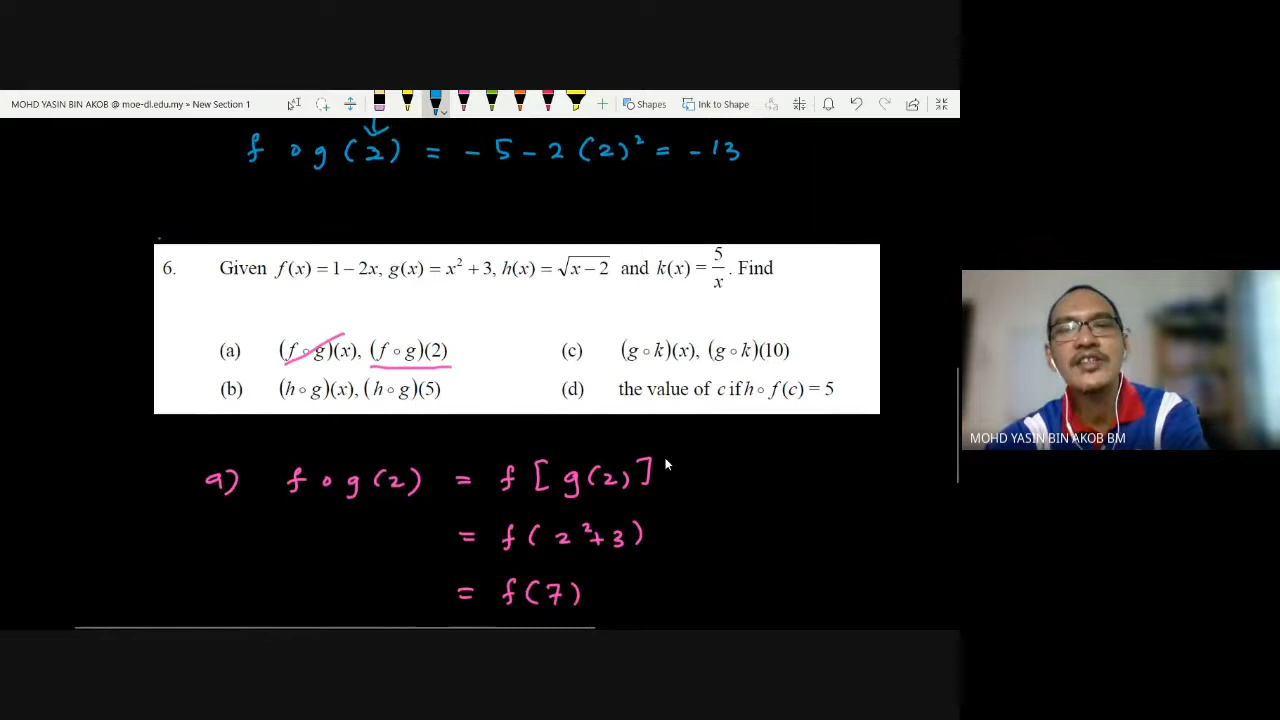 MOHD YASIN BIN AKOB @ moe-dl.edu.my » New Section 1
Shapes
Ink to Shape
f o g (2) = - 5 - 2 (2)² = - 13
6. Given f(x) = 1 − 2x, g(x) = x² + 3, h(x) = √(x − 2) and k(x) = 5/x. Find
(a) (f ∘ g)(x), (f ∘ g)(2)
(c) (g ∘ k)(x), (g ∘ k)(10)
(b) (h ∘ g)(x), (h ∘ g)(5)
(d) the value of c if h ∘ f(c) = 5
MOHD YASIN BIN AKOB BM
a) f o g (2) = f [ g(2) ]
= f ( 2² + 3 )
= f (7)